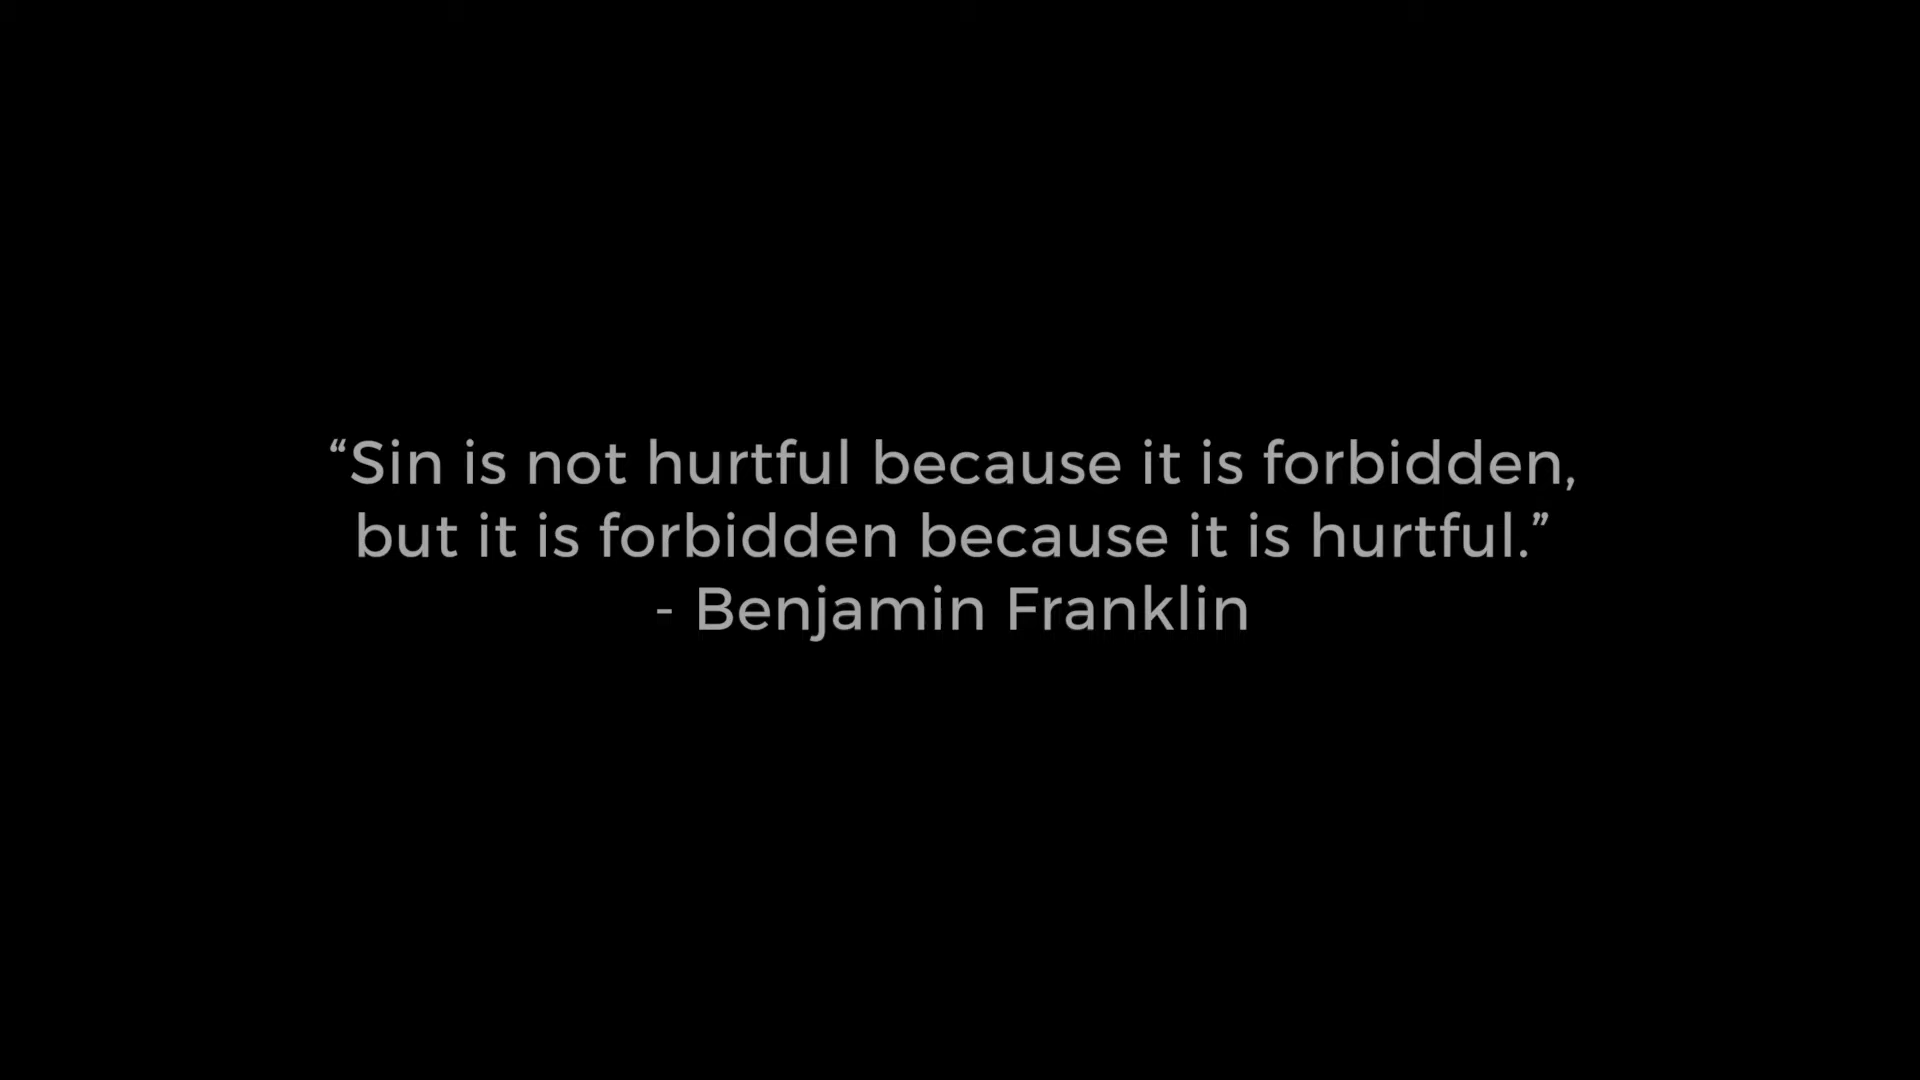 “Sin is not hurtful because it is forbidden,
but it is forbidden because it is hurtful.”
- Benjamin Franklin